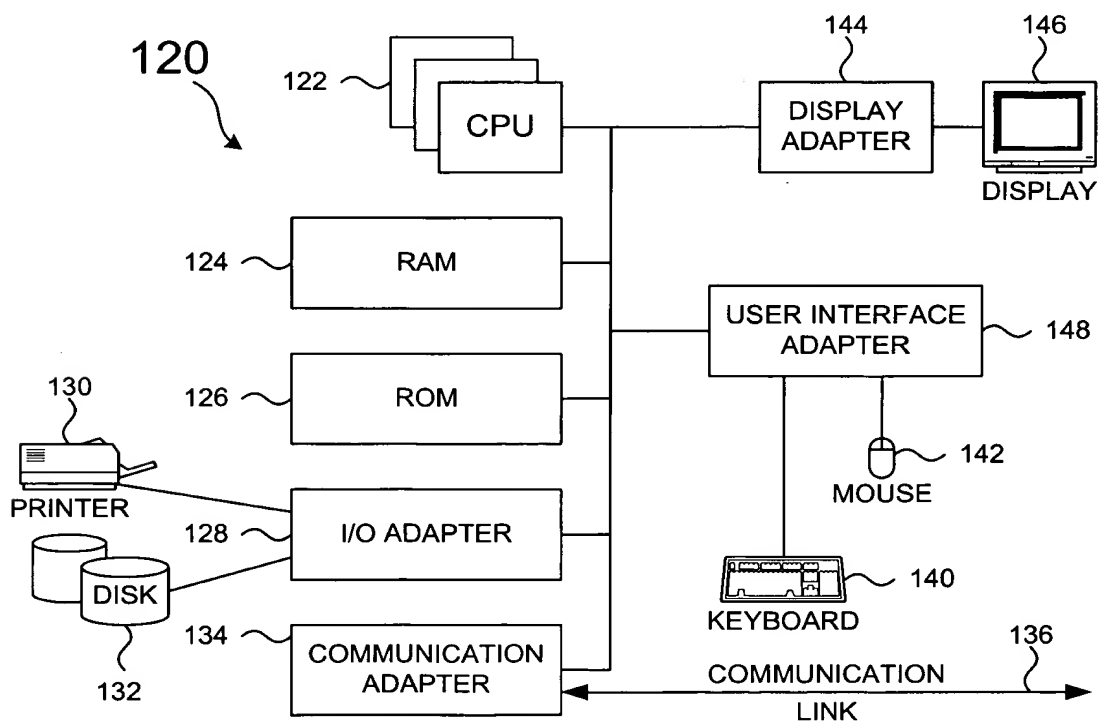 120
122
CPU
144
146
DISPLAY
ADAPTER
DISPLAY
124
RAM
USER INTERFACE
ADAPTER
148
126
ROM
130
PRINTER
142
MOUSE
128
I/O ADAPTER
DISK
132
140
KEYBOARD
134
COMMUNICATION
ADAPTER
136
COMMUNICATION
LINK